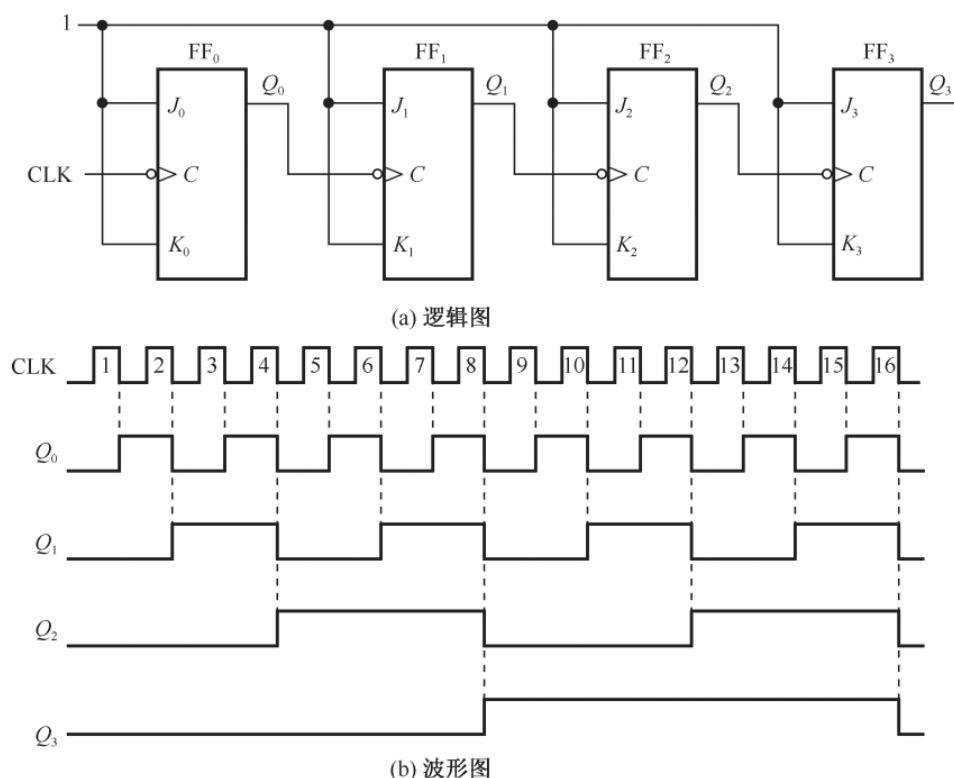 1
FF₀ FF₁ FF₂ FF₃
Q₀ Q₁ Q₂ Q₃
J₀ J₁ J₂ J₃
CLK C C C C
K₀ K₁ K₂ K₃
(a) 逻辑图
CLK 1 2 3 4 5 6 7 8 9 10 11 12 13 14 15 16
Q₀
Q₁
Q₂
Q₃
(b) 波形图